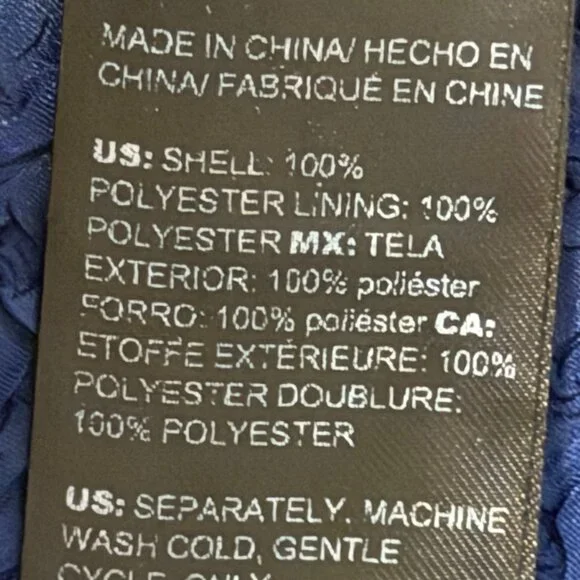 MADE IN CHINA/ HECHO EN
CHINA/ FABRIQUÉ EN CHINE
US: SHELL: 100%
POLYESTER LINING: 100%
POLYESTER MX: TELA
EXTERIOR: 100% poliéster
FORRO: 100% poliéster CA:
ETOFFE EXTÉRIEURE: 100%
POLYESTER DOUBLURE:
100% POLYESTER
US: SEPARATELY. MACHINE
WASH COLD, GENTLE
CYCLE, ONLY